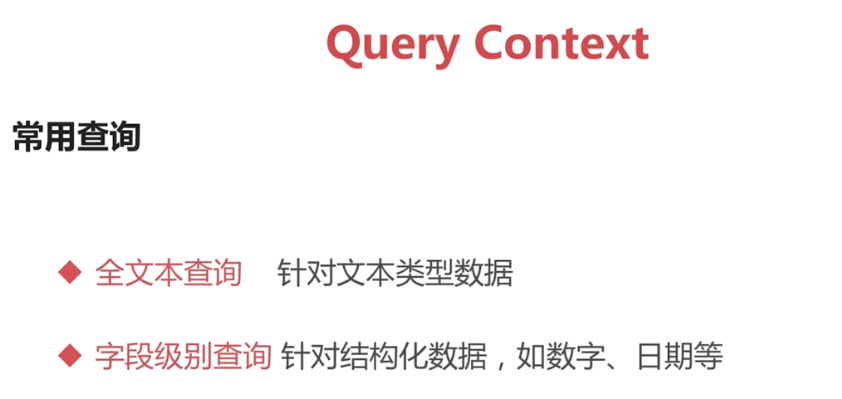 Query Context
常用查询
◆ 全文本查询 针对文本类型数据
◆ 字段级别查询 针对结构化数据，如数字、日期等